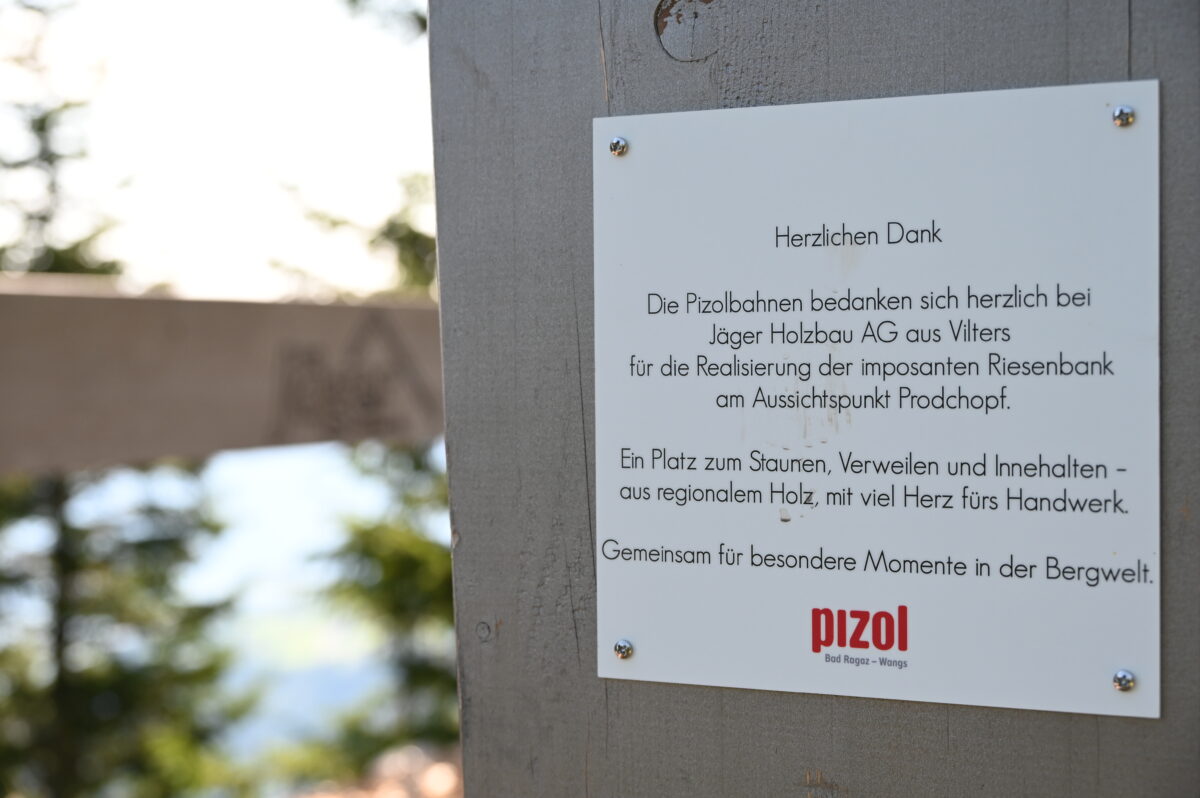 Herzlichen Dank
Die Pizolbahnen bedanken sich herzlich bei
Jäger Holzbau AG aus Vilters
für die Realisierung der imposanten Riesenbank
am Aussichtspunkt Prodchopf.
Ein Platz zum Staunen, Verweilen und Innehalten –
aus regionalem Holz, mit viel Herz fürs Handwerk.
Gemeinsam für besondere Momente in der Bergwelt.
pızol
Bad Ragaz – Wangs